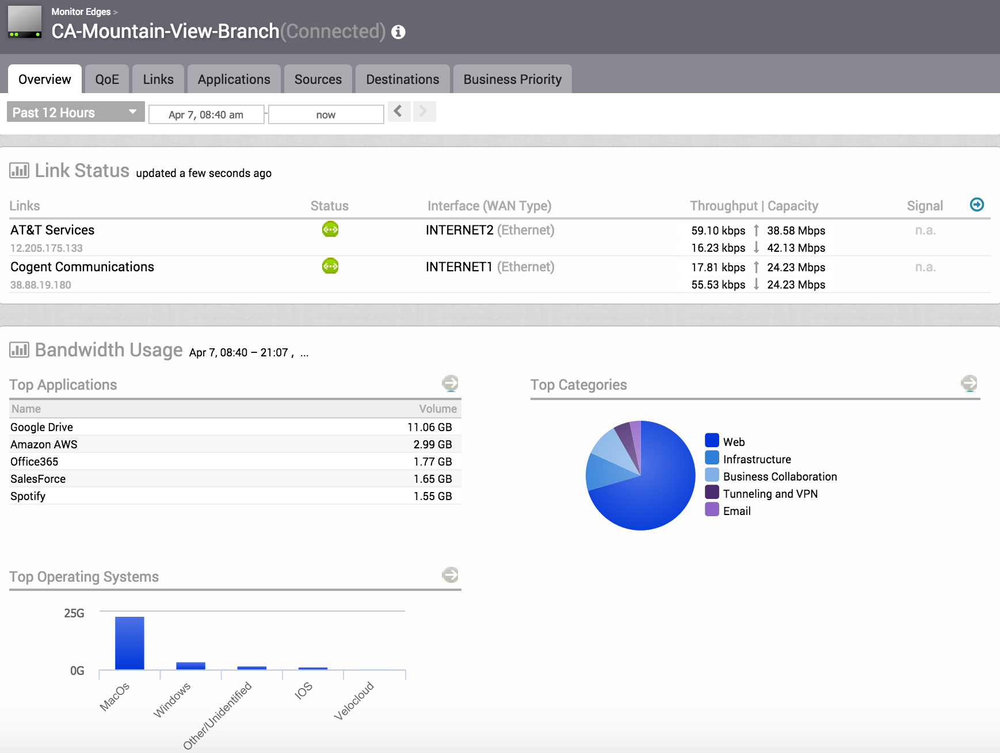 Monitor Edges >
CA-Mountain-View-Branch(Connected) i
Overview QoE Links Applications Sources Destinations Business Priority
Past 12 Hours Apr 7, 08:40 am - now
Link Status updated a few seconds ago
Links Status Interface (WAN Type) Throughput | Capacity Signal
AT&T Services INTERNET2 (Ethernet) 59.10 kbps ↑ 38.58 Mbps n.a.
12.205.175.133 16.23 kbps ↓ 42.13 Mbps
Cogent Communications INTERNET1 (Ethernet) 17.81 kbps ↑ 24.23 Mbps n.a.
38.88.19.180 55.53 kbps ↓ 24.23 Mbps
Bandwidth Usage Apr 7, 08:40 – 21:07 , ...
Top Applications
Name Volume
Google Drive 11.06 GB
Amazon AWS 2.99 GB
Office365 1.77 GB
SalesForce 1.65 GB
Spotify 1.55 GB
Top Categories
Web
Infrastructure
Business Collaboration
Tunneling and VPN
Email
Top Operating Systems
25G
0G
MacOs
Windows
Other/Unidentified
IOS
Velocloud